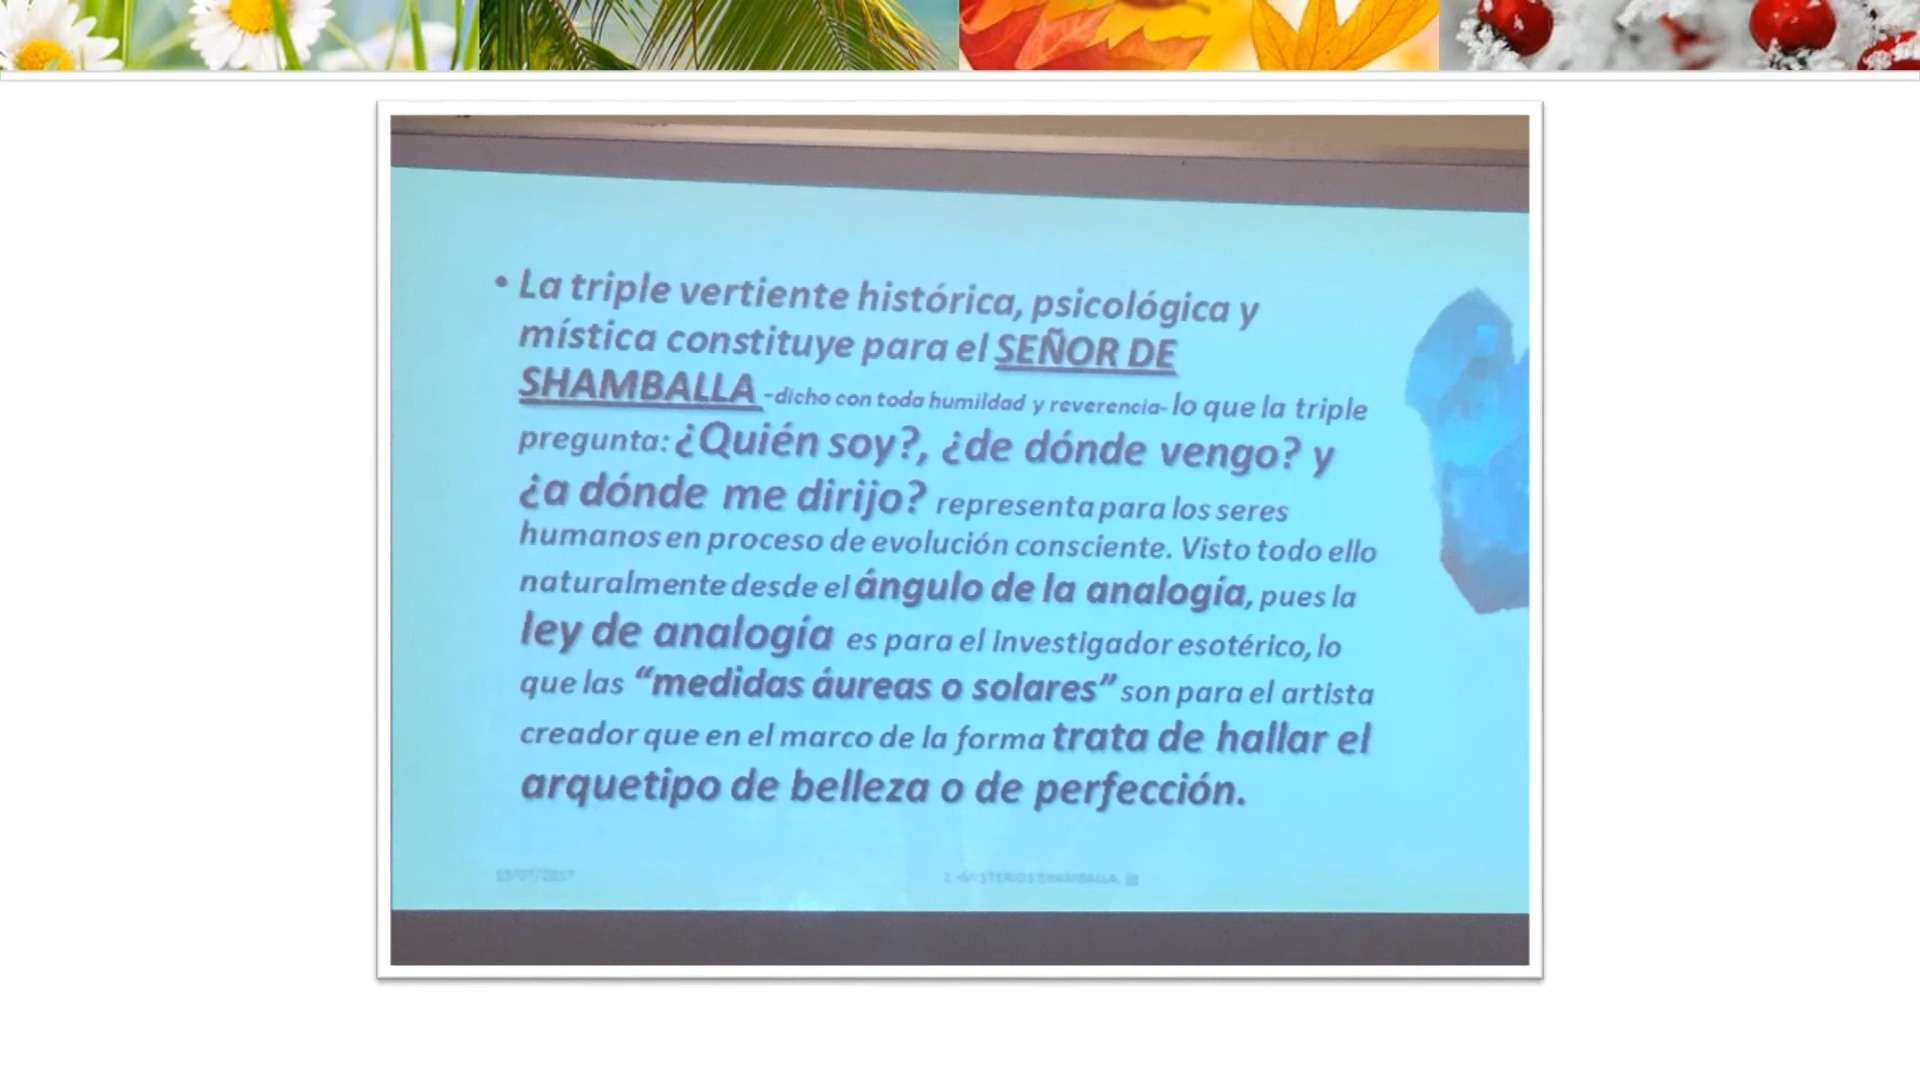 • La triple vertiente histórica, psicológica y
mística constituye para el SEÑOR DE
SHAMBALLA -dicho con toda humildad y reverencia- lo que la triple
pregunta: ¿Quién soy?, ¿de dónde vengo? y
¿a dónde me dirijo? representa para los seres
humanos en proceso de evolución consciente. Visto todo ello
naturalmente desde el ángulo de la analogía, pues la
ley de analogía es para el investigador esotérico, lo
que las “medidas áureas o solares” son para el artista
creador que en el marco de la forma trata de hallar el
arquetipo de belleza o de perfección.